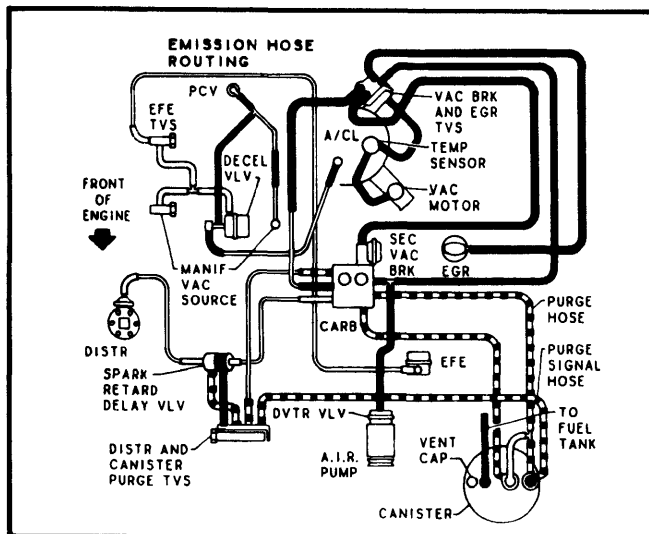 EMISSION HOSE
ROUTING
PCV
EFE
TVS
VAC BRK
AND EGR
TVS
A/CL
TEMP
SENSOR
DECEL
VLV
VAC
MOTOR
FRONT
OF
ENGINE
MANIF
VAC
SOURCE
SEC
VAC
BRK
EGR
PURGE
HOSE
CARB
DISTR
SPARK
RETARD
DELAY VLV
EFE
PURGE
SIGNAL
HOSE
DVTR VLV
TO
FUEL
TANK
DISTR AND
CANISTER
PURGE TVS
A.I.R.
PUMP
VENT
CAP
CANISTER